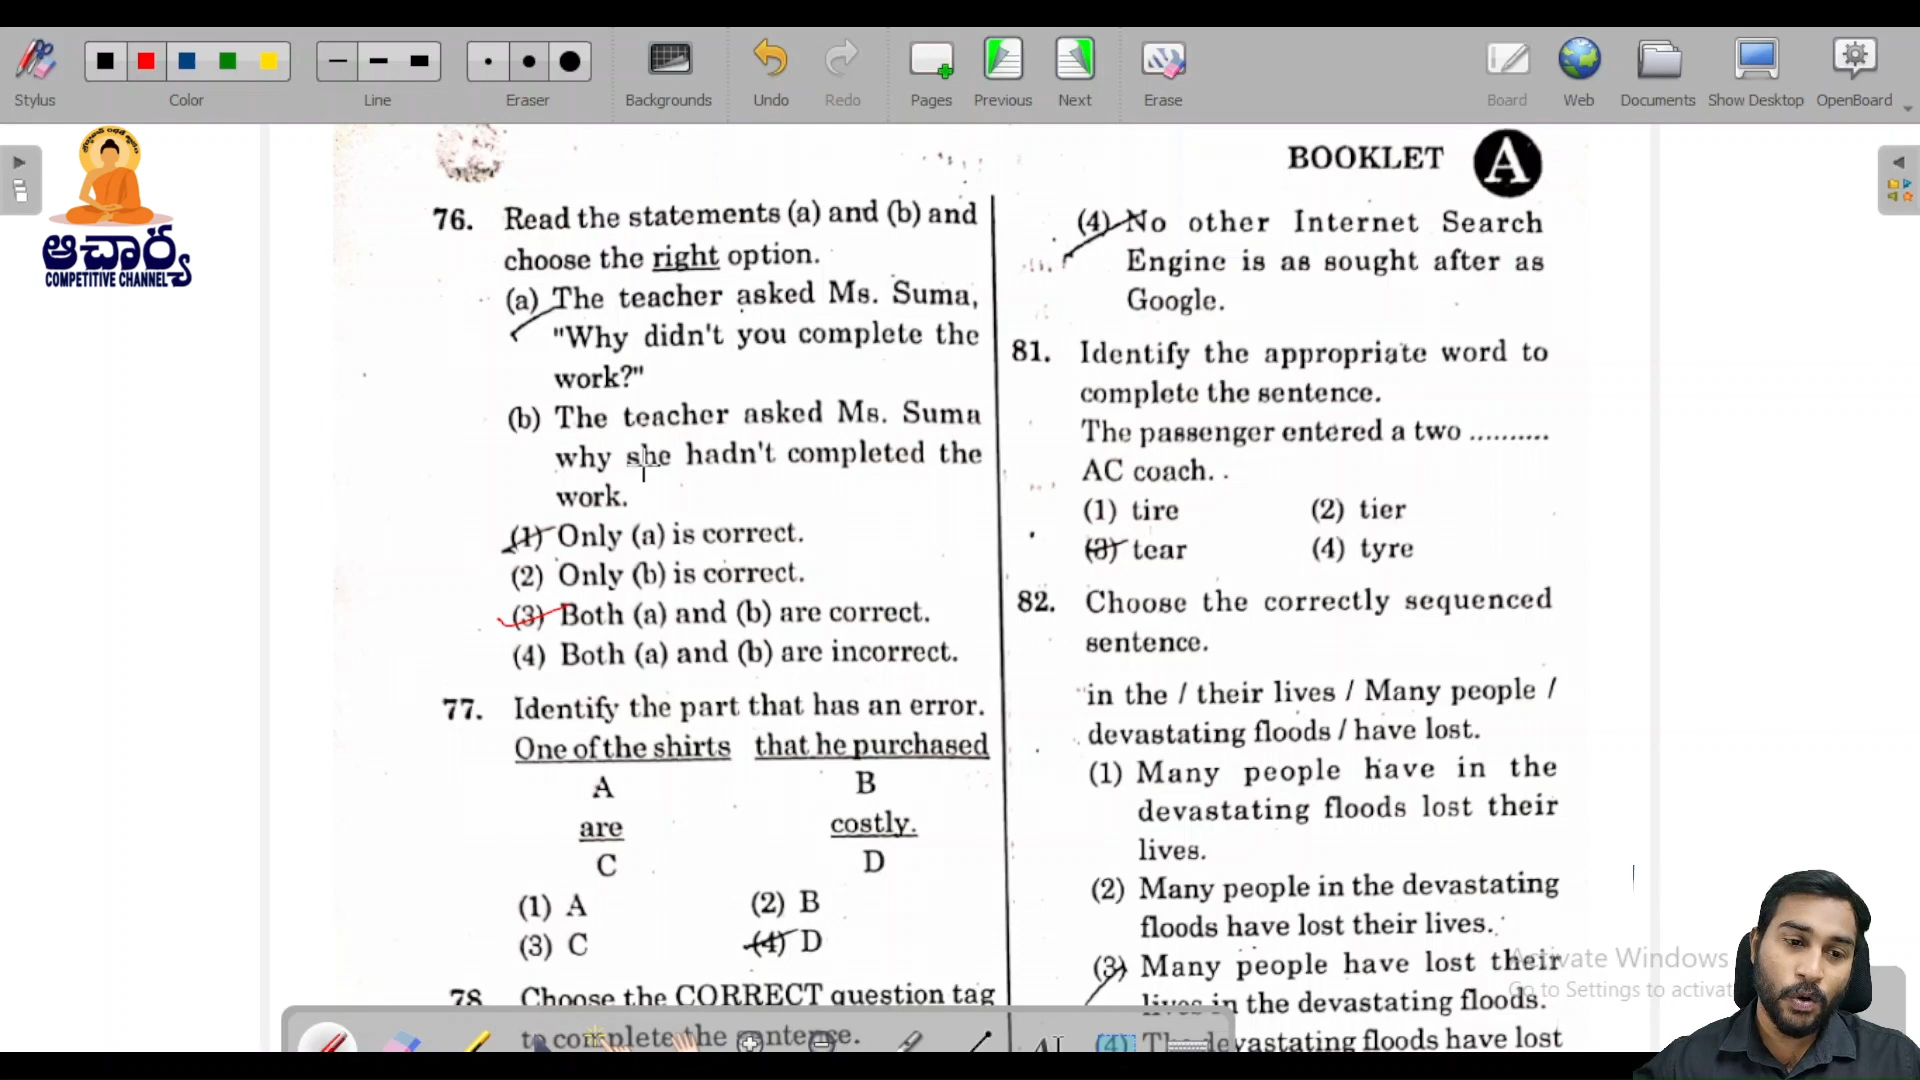 Stylus
Color
Line
Eraser
Backgrounds
Undo
Redo
Pages
Previous
Next
Erase
Board
Web
Documents
Show Desktop
OpenBoard
ఆచార్య
COMPETITIVE CHANNEL
BOOKLET A
76. Read the statements (a) and (b) and
choose the right option.
(a) The teacher asked Ms. Suma,
"Why didn't you complete the
work?"
(b) The teacher asked Ms. Suma
why she hadn't completed the
work.
(1) Only (a) is correct.
(2) Only (b) is correct.
(3) Both (a) and (b) are correct.
(4) Both (a) and (b) are incorrect.
77. Identify the part that has an error.
One of the shirts that he purchased
A B
are costly.
C D
(1) A (2) B
(3) C (4) D
78 Choose the CORRECT question tag
to complete the sentence.
(4) No other Internet Search
Engine is as sought after as
Google.
81. Identify the appropriate word to
complete the sentence.
The passenger entered a two ..........
AC coach.
(1) tire (2) tier
(3) tear (4) tyre
82. Choose the correctly sequenced
sentence.
in the / their lives / Many people /
devastating floods / have lost.
(1) Many people have in the
devastating floods lost their
lives.
(2) Many people in the devastating
floods have lost their lives.
(3) Many people have lost their
lives in the devastating floods.
(4) The devastating floods have lost
Activate Windows
Go to Settings to activat